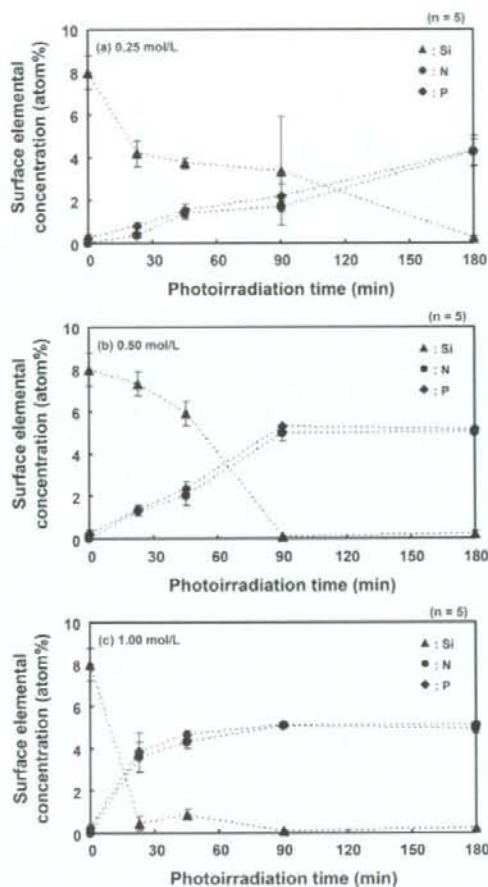 (n = 5)
(a) 0.25 mol/L
▲ : Si
● : N
◆ : P
Surface elemental
concentration (atom%)
10
8
6
4
2
0
0 30 60 90 120 150 180
Photoirradiation time (min)
(n = 5)
(b) 0.50 mol/L
▲ : Si
● : N
◆ : P
Surface elemental
concentration (atom%)
10
8
6
4
2
0
0 30 60 90 120 150 180
Photoirradiation time (min)
(n = 5)
(c) 1.00 mol/L
▲ : Si
● : N
◆ : P
Surface elemental
concentration (atom%)
10
8
6
4
2
0
0 30 60 90 120 150 180
Photoirradiation time (min)